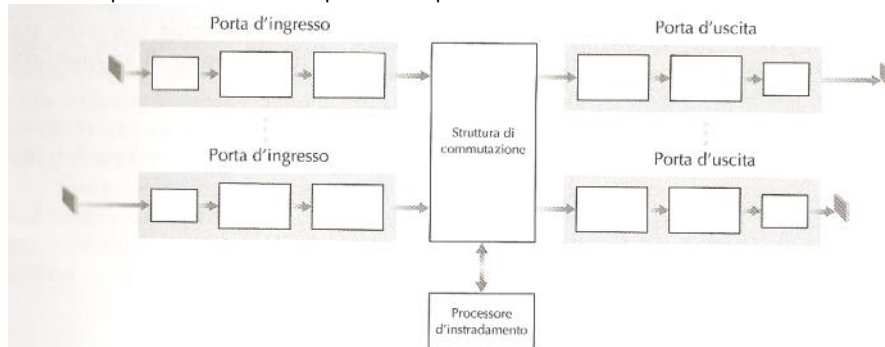 Porta d'ingresso
Porta d'uscita
Struttura di
commutazione
Porta d'ingresso
Porta d'uscita
Processore
d'instradamento